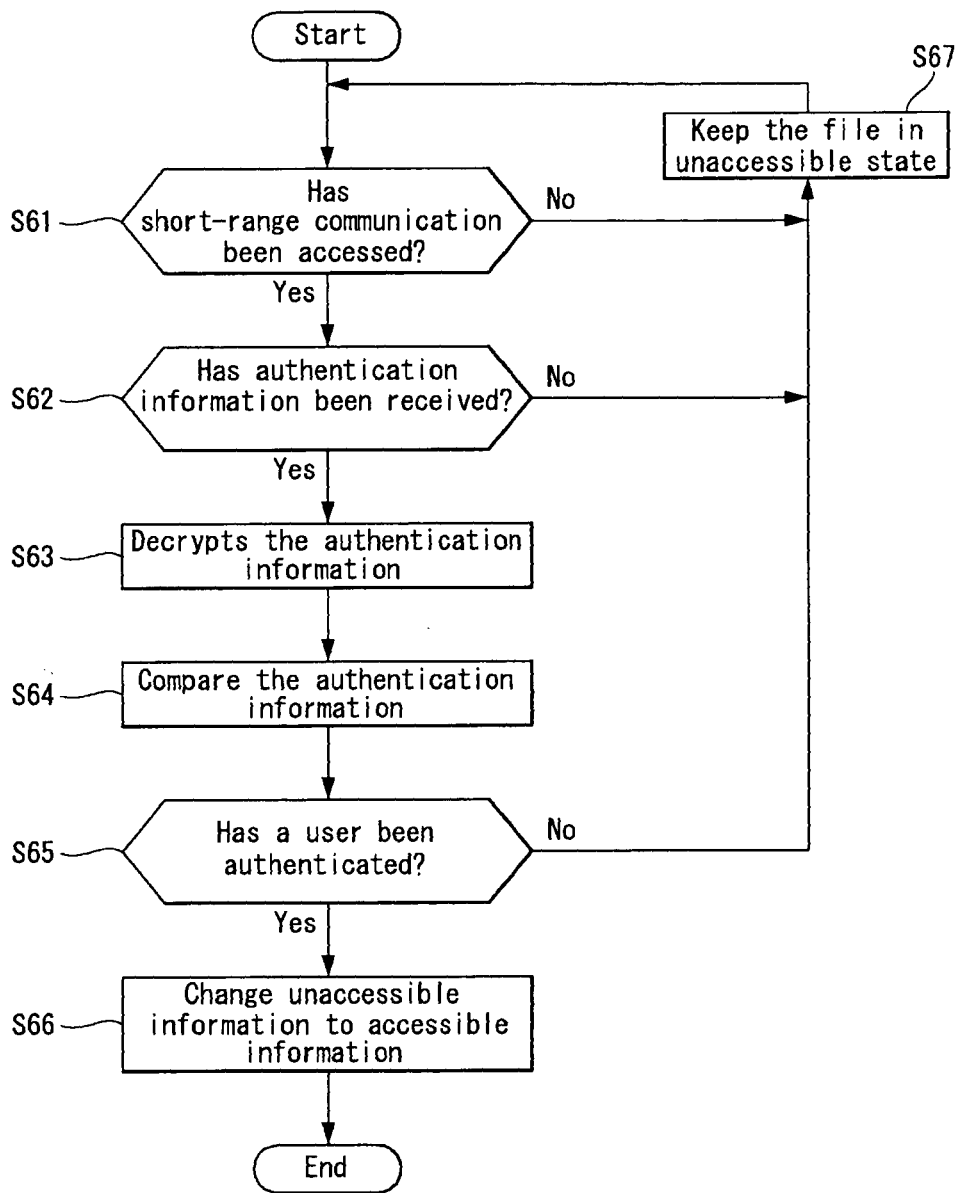 Start
S67
Keep the file in
unaccessible state
S61
Has
short-range communication
been accessed?
No
Yes
S62
Has authentication
information been received?
No
Yes
S63
Decrypts the authentication
information
S64
Compare the authentication
information
S65
Has a user been
authenticated?
No
Yes
S66
Change unaccessible
information to accessible
information
End